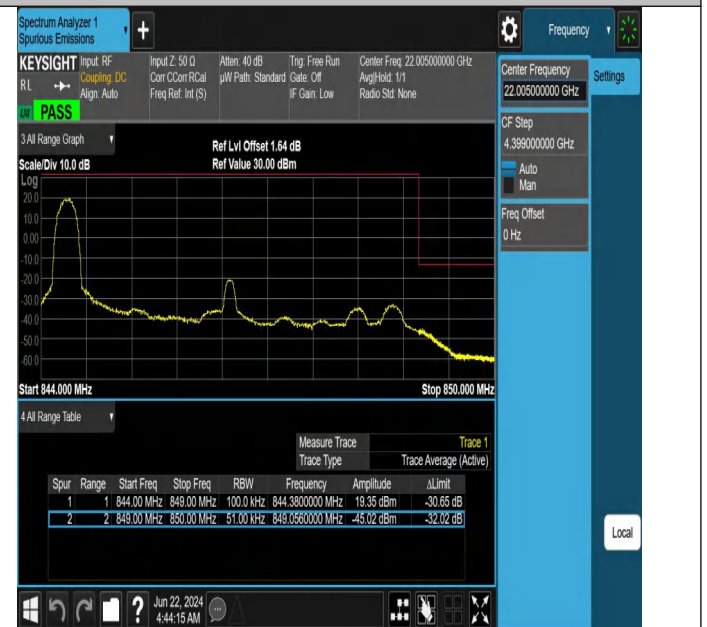 Spectrum Analyzer 1
Spurious Emissions
Frequency
KEYSIGHT Input: RF Input Z: 50 Ω Atten: 40 dB Trig: Free Run Center Freq: 22.005000000 GHz
RL Coupling: DC Corr CCorr RCal µW Path: Standard Gate: Off Avg|Hold: 1/1
Align: Auto Freq Ref: Int (S) IF Gain: Low Radio Std: None
PASS
Center Frequency
22.005000000 GHz
Settings
CF Step
4.399000000 GHz
Auto
Man
Freq Offset
0 Hz
3 All Range Graph
Ref Lvl Offset 1.64 dB
Scale/Div 10.0 dB Ref Value 30.00 dBm
Log
20.0
10.0
0.00
-10.0
-20.0
-30.0
-40.0
-50.0
-60.0
Start 844.000 MHz Stop 850.000 MHz
4 All Range Table
Measure Trace Trace 1
Trace Type Trace Average (Active)
Spur Range Start Freq Stop Freq RBW Frequency Amplitude ΔLimit
1 1 844.00 MHz 849.00 MHz 100.0 kHz 844.3800000 MHz 19.35 dBm -30.65 dB
2 2 849.00 MHz 850.00 MHz 51.00 kHz 849.0560000 MHz -45.02 dBm -32.02 dB
Local
Jun 22, 2024
4:44:15 AM